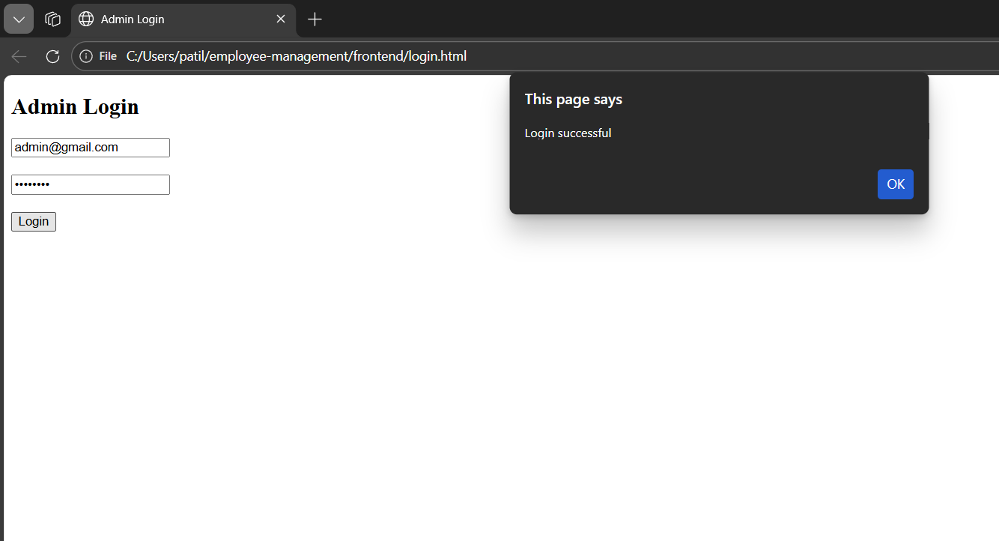 Admin Login
File C:/Users/patil/employee-management/frontend/login.html
Admin Login
This page says
Login successful
OK
admin@gmail.com
••••••••
Login